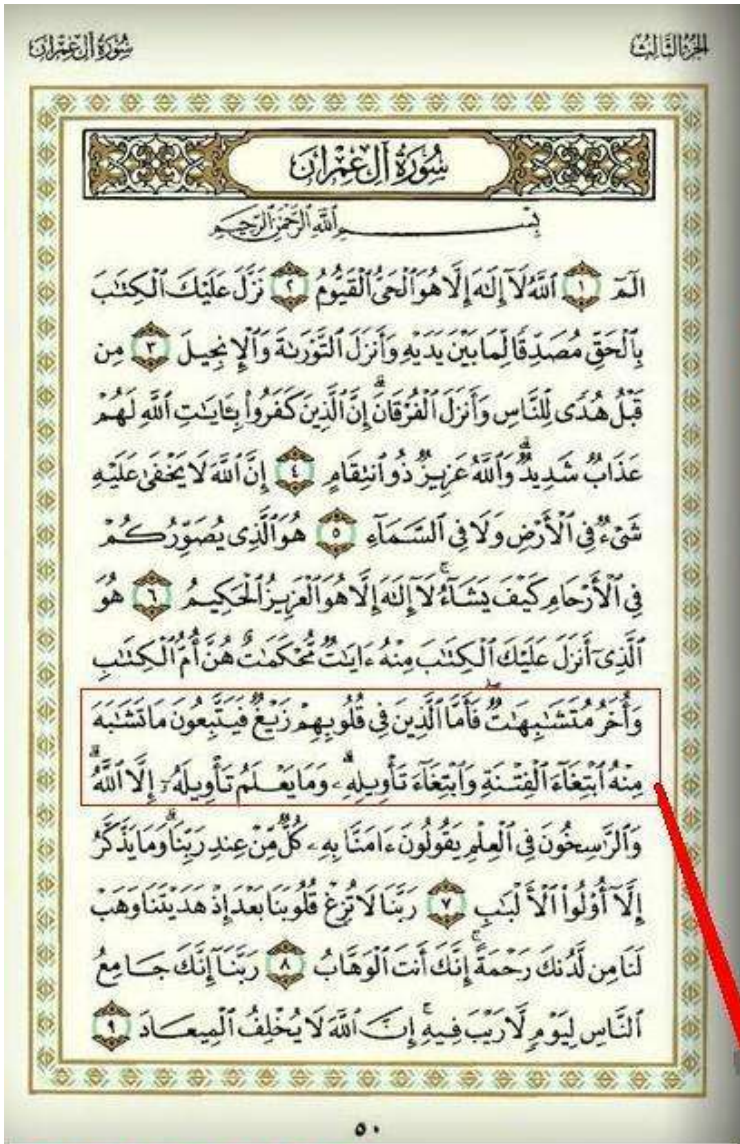 الجزء الثالث
سورة آل عمران
سُورَةُ آلِ عِمْرَانَ
بِسْمِ ٱللَّهِ ٱلرَّحْمَٰنِ ٱلرَّحِيمِ
الٓمٓ ١ ٱللَّهُ لَآ إِلَٰهَ إِلَّا هُوَ ٱلْحَىُّ ٱلْقَيُّومُ ٢ نَزَّلَ عَلَيْكَ ٱلْكِتَٰبَ
بِٱلْحَقِّ مُصَدِّقًا لِّمَا بَيْنَ يَدَيْهِ وَأَنزَلَ ٱلتَّوْرَىٰةَ وَٱلْإِنجِيلَ ٣ مِن
قَبْلُ هُدًى لِّلنَّاسِ وَأَنزَلَ ٱلْفُرْقَانَ ۗ إِنَّ ٱلَّذِينَ كَفَرُوا۟ بِـَٔايَٰتِ ٱللَّهِ لَهُمْ
عَذَابٌ شَدِيدٌ ۗ وَٱللَّهُ عَزِيزٌ ذُو ٱنتِقَامٍ ٤ إِنَّ ٱللَّهَ لَا يَخْفَىٰ عَلَيْهِ
شَىْءٌ فِى ٱلْأَرْضِ وَلَا فِى ٱلسَّمَآءِ ٥ هُوَ ٱلَّذِى يُصَوِّرُكُمْ
فِى ٱلْأَرْحَامِ كَيْفَ يَشَآءُ ۚ لَآ إِلَٰهَ إِلَّا هُوَ ٱلْعَزِيزُ ٱلْحَكِيمُ ٦ هُوَ
ٱلَّذِىٓ أَنزَلَ عَلَيْكَ ٱلْكِتَٰبَ مِنْهُ ءَايَٰتٌ مُّحْكَمَٰتٌ هُنَّ أُمُّ ٱلْكِتَٰبِ
وَأُخَرُ مُتَشَٰبِهَٰتٌ ۖ فَأَمَّا ٱلَّذِينَ فِى قُلُوبِهِمْ زَيْغٌ فَيَتَّبِعُونَ مَا تَشَٰبَهَ
مِنْهُ ٱبْتِغَآءَ ٱلْفِتْنَةِ وَٱبْتِغَآءَ تَأْوِيلِهِۦ ۗ وَمَا يَعْلَمُ تَأْوِيلَهُۥٓ إِلَّا ٱللَّهُ ۗ
وَٱلرَّٰسِخُونَ فِى ٱلْعِلْمِ يَقُولُونَ ءَامَنَّا بِهِۦ كُلٌّ مِّنْ عِندِ رَبِّنَا ۗ وَمَا يَذَّكَّرُ
إِلَّآ أُو۟لُوا۟ ٱلْأَلْبَٰبِ ٧ رَبَّنَا لَا تُزِغْ قُلُوبَنَا بَعْدَ إِذْ هَدَيْتَنَا وَهَبْ
لَنَا مِن لَّدُنكَ رَحْمَةً ۚ إِنَّكَ أَنتَ ٱلْوَهَّابُ ٨ رَبَّنَآ إِنَّكَ جَامِعُ
ٱلنَّاسِ لِيَوْمٍ لَّا رَيْبَ فِيهِ ۚ إِنَّ ٱللَّهَ لَا يُخْلِفُ ٱلْمِيعَادَ ٩
٥٠